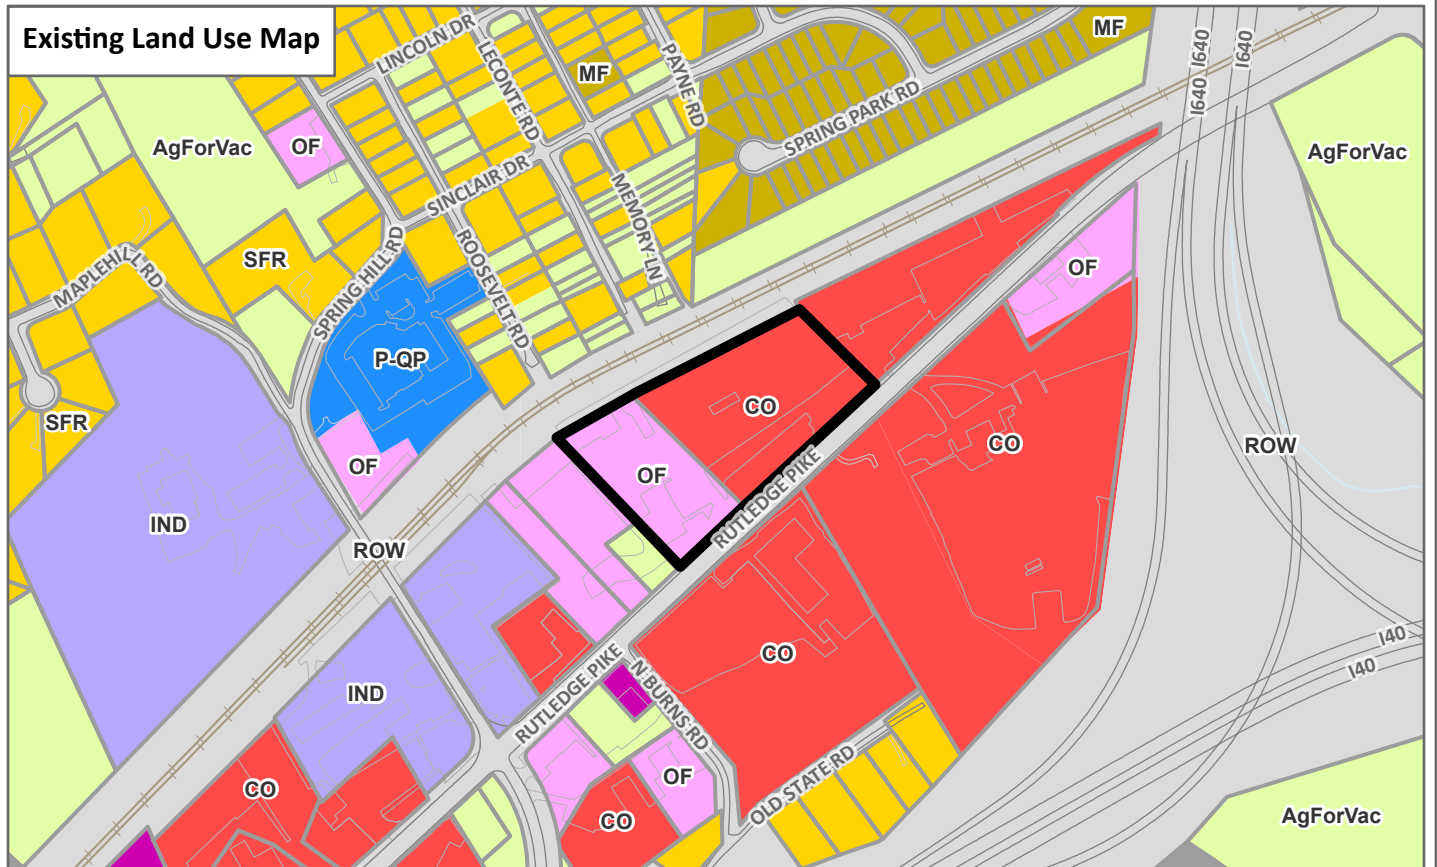 Existing Land Use Map
LINCOLN DR
LECONTE RD
MF
PAYNE RD
MF
I640
I640
I640
AgForVac
OF
SPRING PARK RD
AgForVac
SINCLAIR DR
MEMORY LN
SFR
MAPLEHILL RD
SPRING HILL RD
ROOSEVELT RD
OF
P-QP
SFR
CO
CO
ROW
OF
OF
RUTLEDGE PIKE
IND
ROW
I40
I40
CO
RUTLEDGE PIKE
N BURNS RD
IND
OF
OLD STATE RD
CO
CO
AgForVac